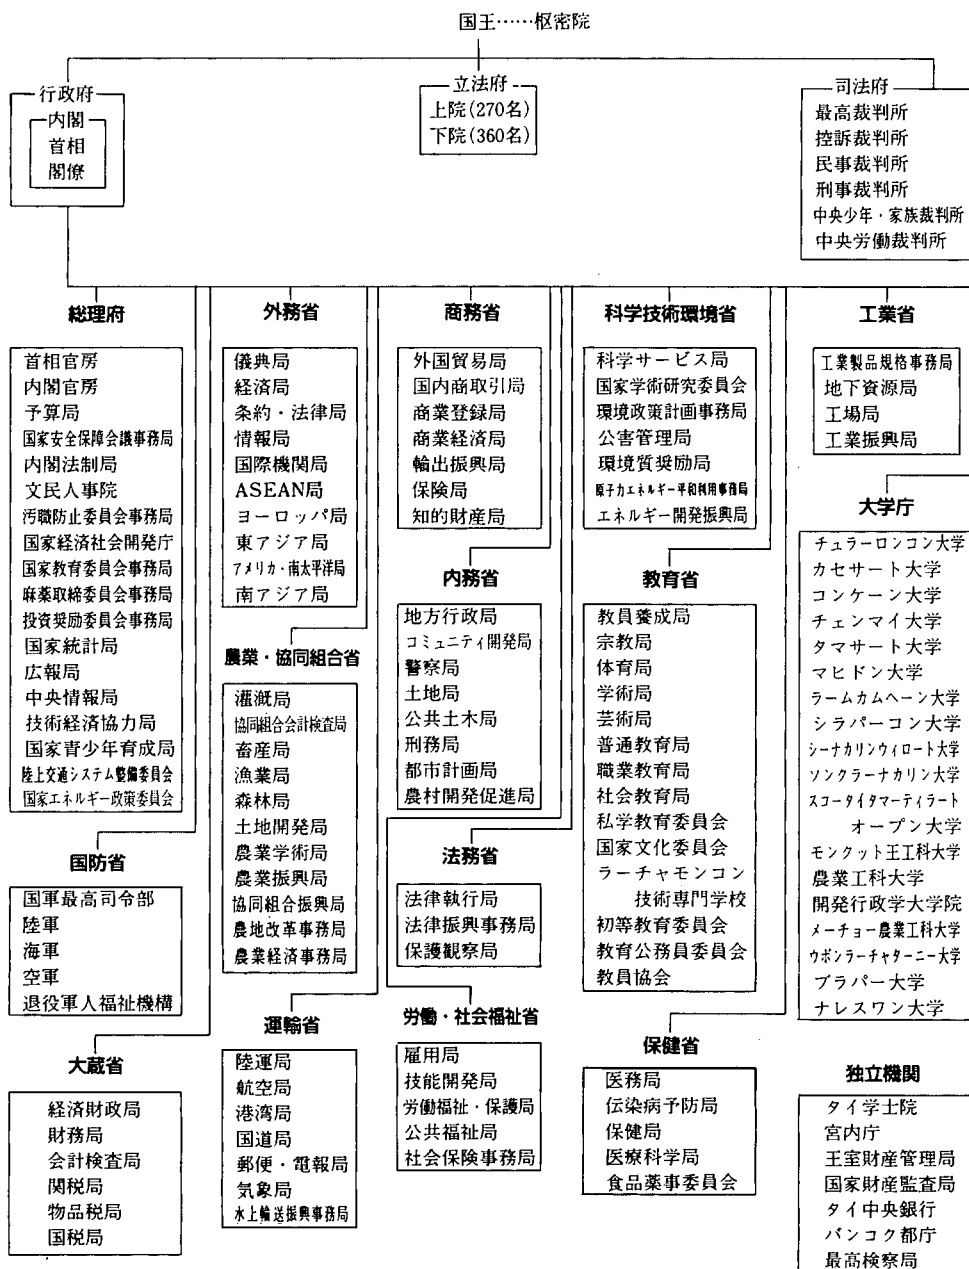 国王……枢密院
行政府
内閣
首相
閣僚
立法府
上院(270名)
下院(360名)
司法府
最高裁判所
控訴裁判所
民事裁判所
刑事裁判所
中央少年・家族裁判所
中央労働裁判所
総理府
首相官房
内閣官房
予算局
国家安全保障会議事務局
内閣法制局
文民人事院
汚職防止委員会事務局
国家経済社会開発庁
国家教育委員会事務局
麻薬取締委員会事務局
投資奨励委員会事務局
国家統計局
広報局
中央情報局
技術経済協力局
国家青少年育成局
陸上交通システム整備委員会
国家エネルギー政策委員会
国防省
国軍最高司令部
陸軍
海軍
空軍
退役軍人福祉機構
大蔵省
経済財政局
財務局
会計検査局
関税局
物品税局
国税局
外務省
儀典局
経済局
条約・法律局
情報局
国際機関局
ASEAN局
ヨーロッパ局
東アジア局
アメリカ・南太平洋局
南アジア局
農業・協同組合省
灌漑局
協同組合会計検査局
畜産局
漁業局
森林局
土地開発局
農業学術局
農業振興局
協同組合振興局
農地改革事務局
農業経済事務局
運輸省
陸運局
航空局
港湾局
国道局
郵便・電報局
気象局
水上輸送振興事務局
商務省
外国貿易局
国内商取引局
商業登録局
商業経済局
輸出振興局
保険局
知的財産局
内務省
地方行政局
コミュニティ開発局
警察局
土地局
公共土木局
刑務局
都市計画局
農村開発促進局
法務省
法律執行局
法律振興事務局
保護観察局
労働・社会福祉省
雇用局
技能開発局
労働福祉・保護局
公共福祉局
社会保険事務局
科学技術環境省
科学サービス局
国家学術研究委員会
環境政策計画事務局
公害管理局
環境質奨励局
原子力エネルギー平和利用事務局
エネルギー開発振興局
教育省
教員養成局
宗教局
体育局
学術局
芸術局
普通教育局
職業教育局
社会教育局
私学教育委員会
国家文化委員会
ラーチャモンコン
技術専門学校
初等教育委員会
教育公務員委員会
教員協会
保健省
医務局
伝染病予防局
保健局
医療科学局
食品薬事委員会
工業省
工業製品規格事務局
地下資源局
工場局
工業振興局
大学庁
チュラーロンコン大学
カセサート大学
コンケーン大学
チェンマイ大学
タマサート大学
マヒドン大学
ラームカムヘーン大学
シラパーコン大学
シーナカリンウィロート大学
ソンクラーナカリン大学
スコータイタマーティラート
オープン大学
モンクット王工科大学
農業工科大学
開発行政学大学院
メーチョー農業工科大学
ウボンラーチャターニー大学
ブラパー大学
ナレスワン大学
独立機関
タイ学士院
宮内庁
王室財産管理局
国家財産監査局
タイ中央銀行
バンコク都庁
最高検察局